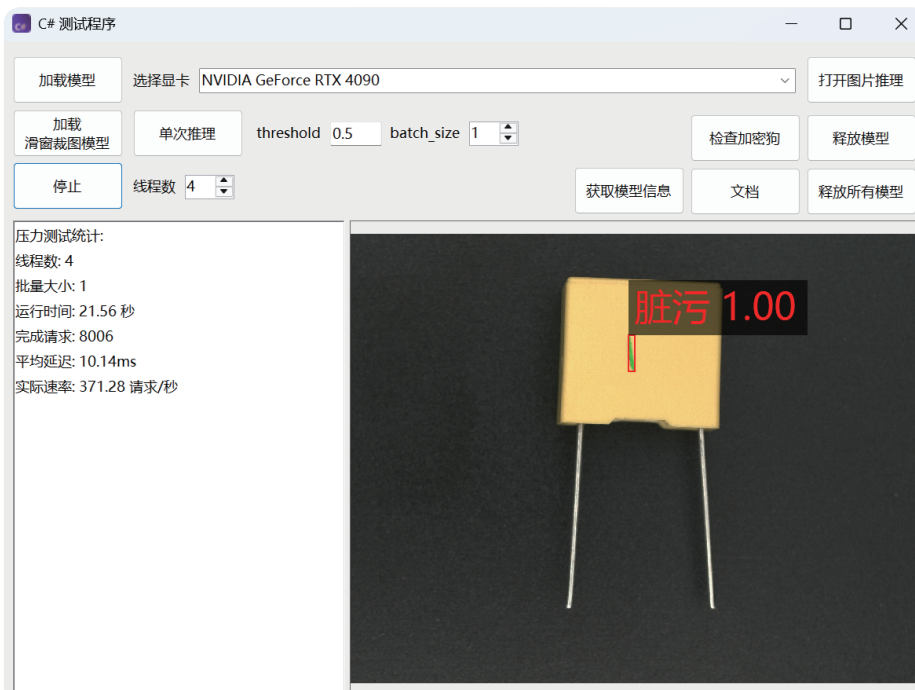 C# 测试程序
加载模型
选择显卡
NVIDIA GeForce RTX 4090
打开图片推理
加载
滑窗裁图模型
单次推理
threshold
0.5
batch_size
1
检查加密狗
释放模型
停止
线程数
4
获取模型信息
文档
释放所有模型
压力测试统计:
线程数: 4
批量大小: 1
运行时间: 21.56 秒
完成请求: 8006
平均延迟: 10.14ms
实际速率: 371.28 请求/秒
脏污 1.00